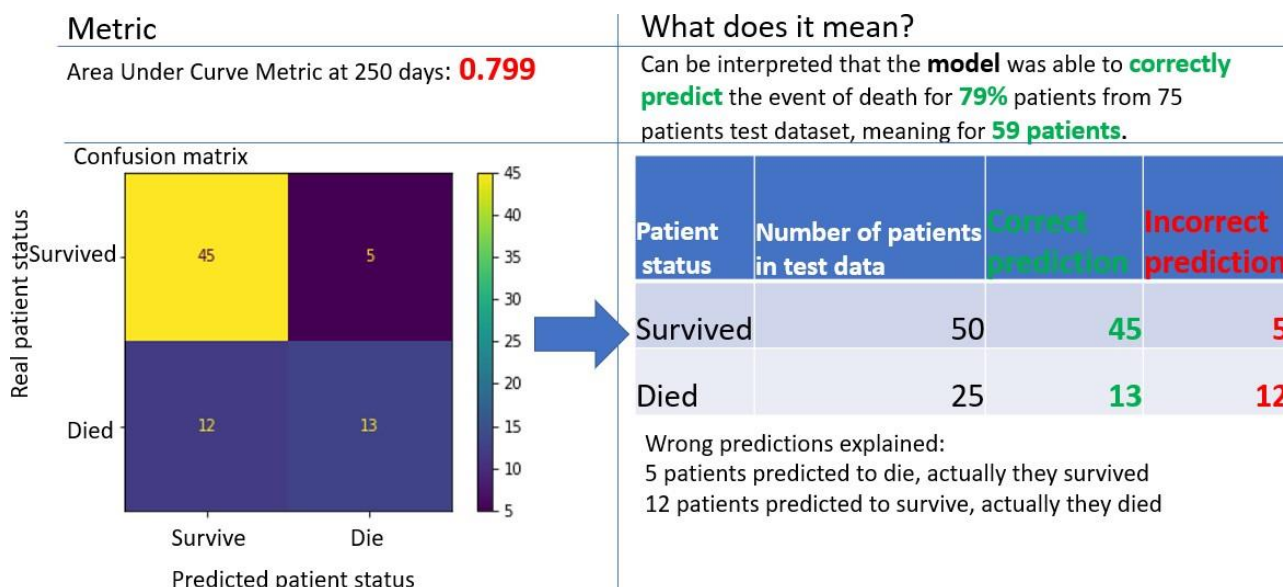 Metric
Area Under Curve Metric at 250 days: 0.799
What does it mean?
Can be interpreted that the model was able to correctly
predict the event of death for 79% patients from 75
patients test dataset, meaning for 59 patients.
Confusion matrix
Real patient status
Survived
Died
45
5
12
13
Survive
Die
Predicted patient status
45
40
35
30
25
20
15
10
5
Patient status
Number of patients in test data
Correct prediction
Incorrect prediction
Survived 50 45 5
Died 25 13 12
Wrong predictions explained:
5 patients predicted to die, actually they survived
12 patients predicted to survive, actually they died